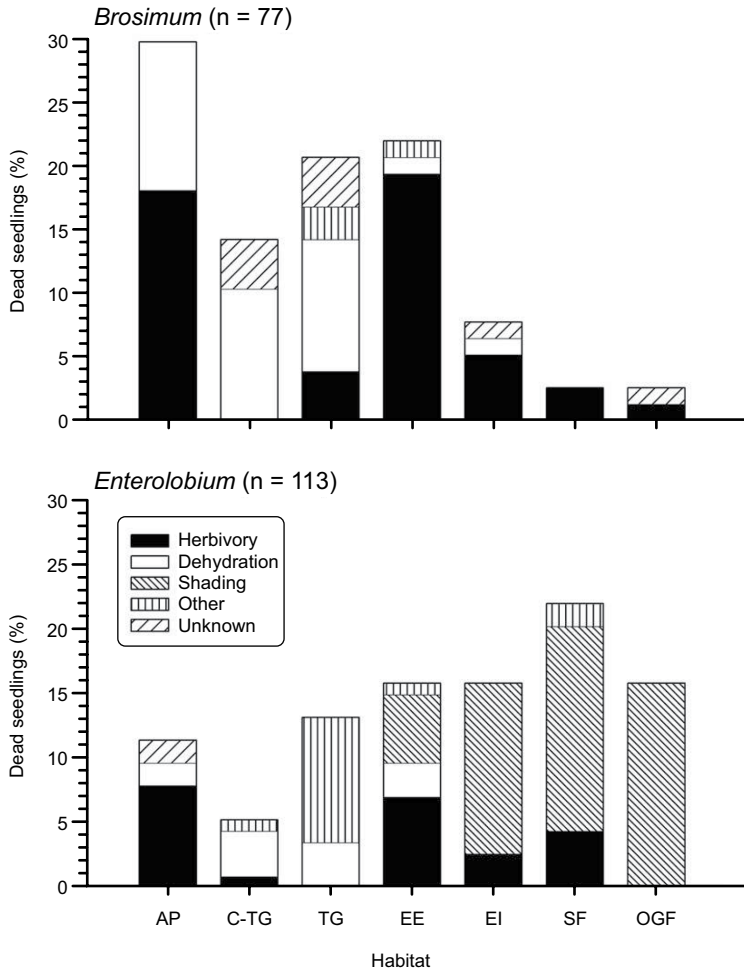 Brosimum (n = 77)
30
25
20
15
10
5
0
Dead seedlings (%)
Enterolobium (n = 113)
30
25
20
15
10
5
0
Dead seedlings (%)
Herbivory
Dehydration
Shading
Other
Unknown
AP C-TG TG EE EI SF OGF
Habitat